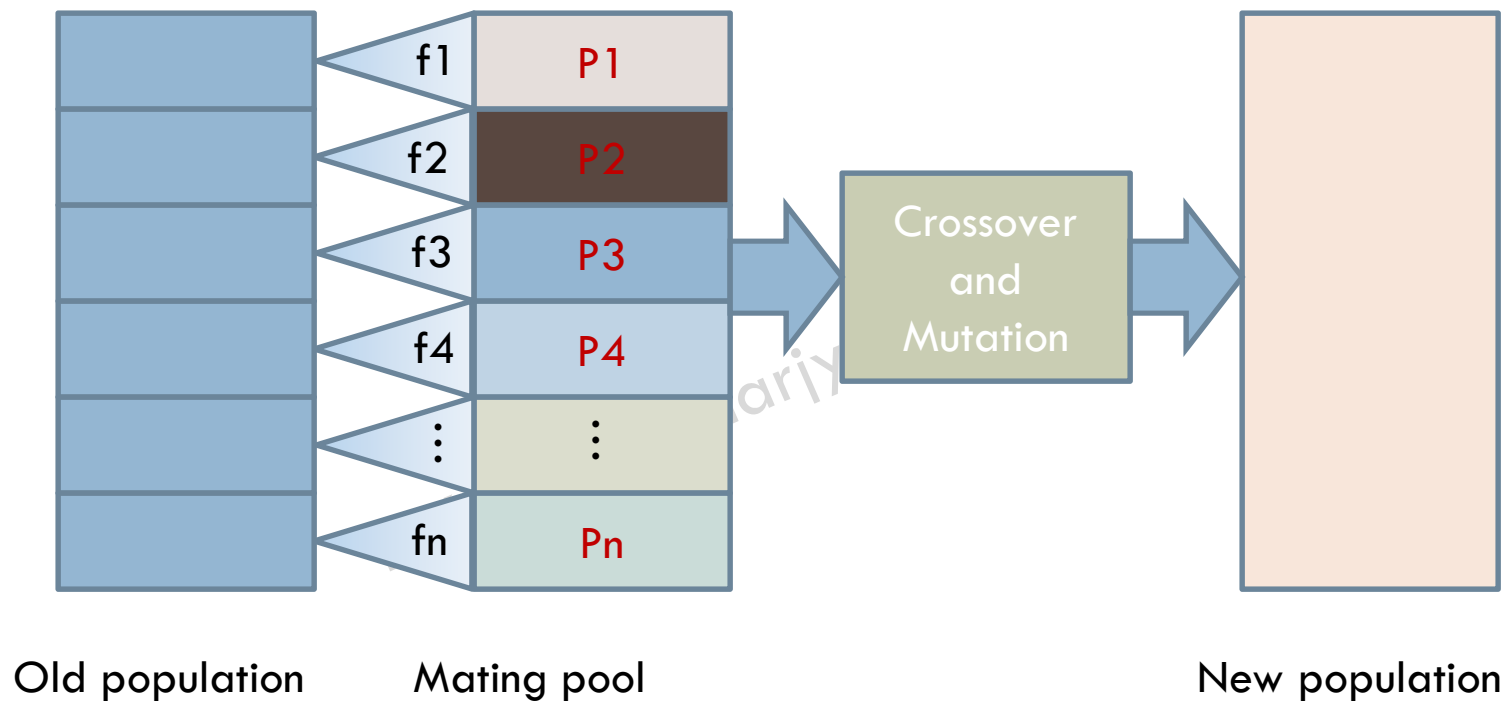 f1 P1
f2 P2
f3 P3
f4 P4
⋮ ⋮
fn Pn
Crossover
and
Mutation
Old population
Mating pool
New population